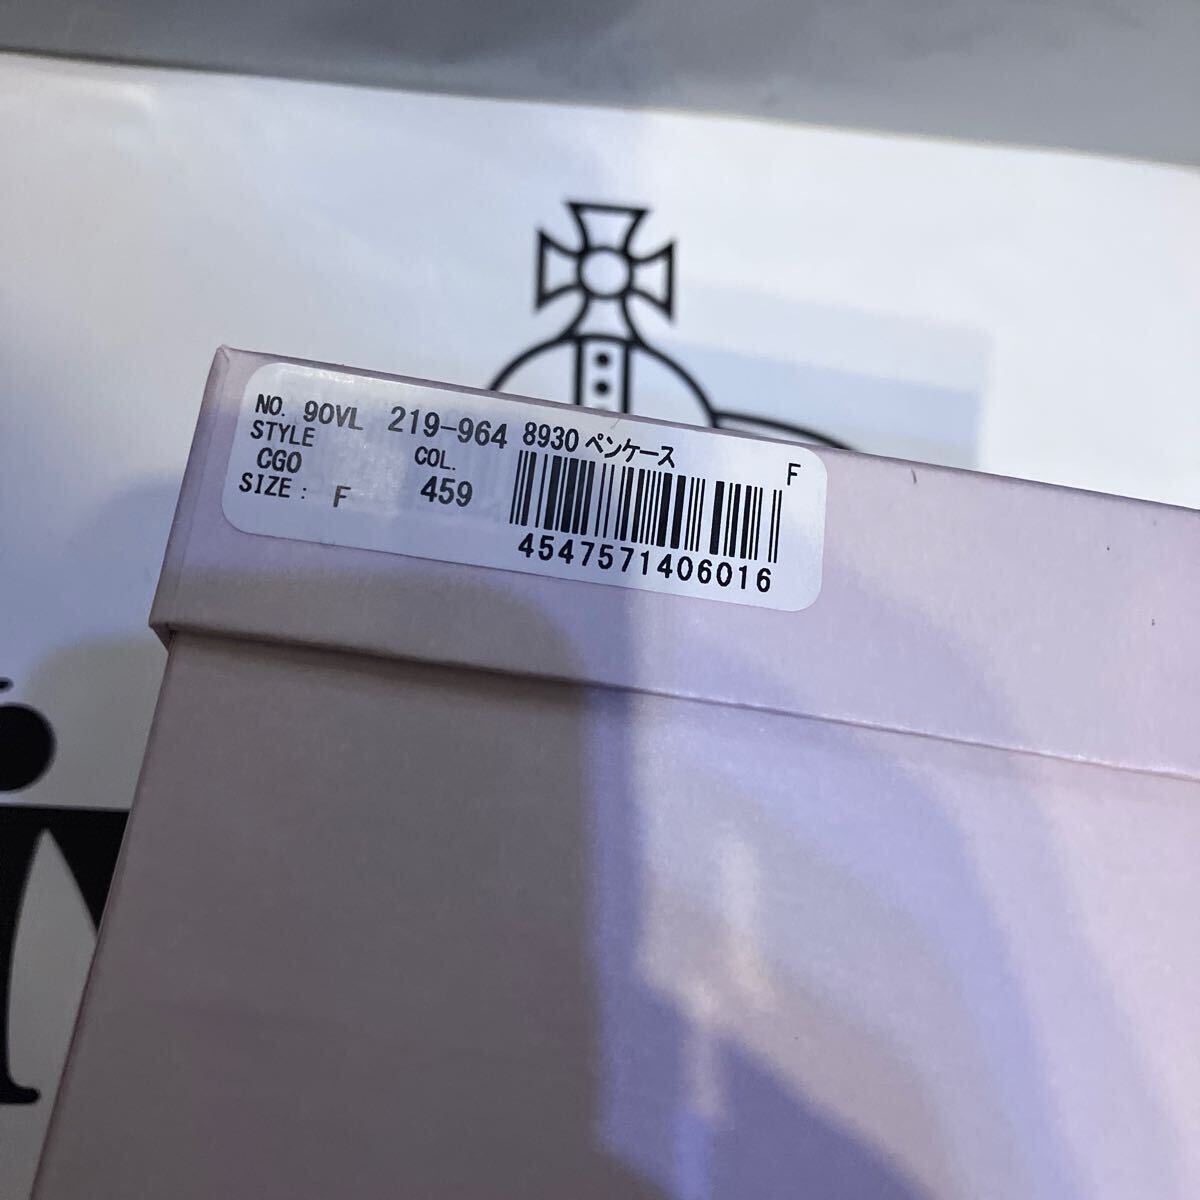 NO. 90VL 219-964 8930 ペンケース F
STYLE COL.
CGO 459
SIZE: F
4547571406016